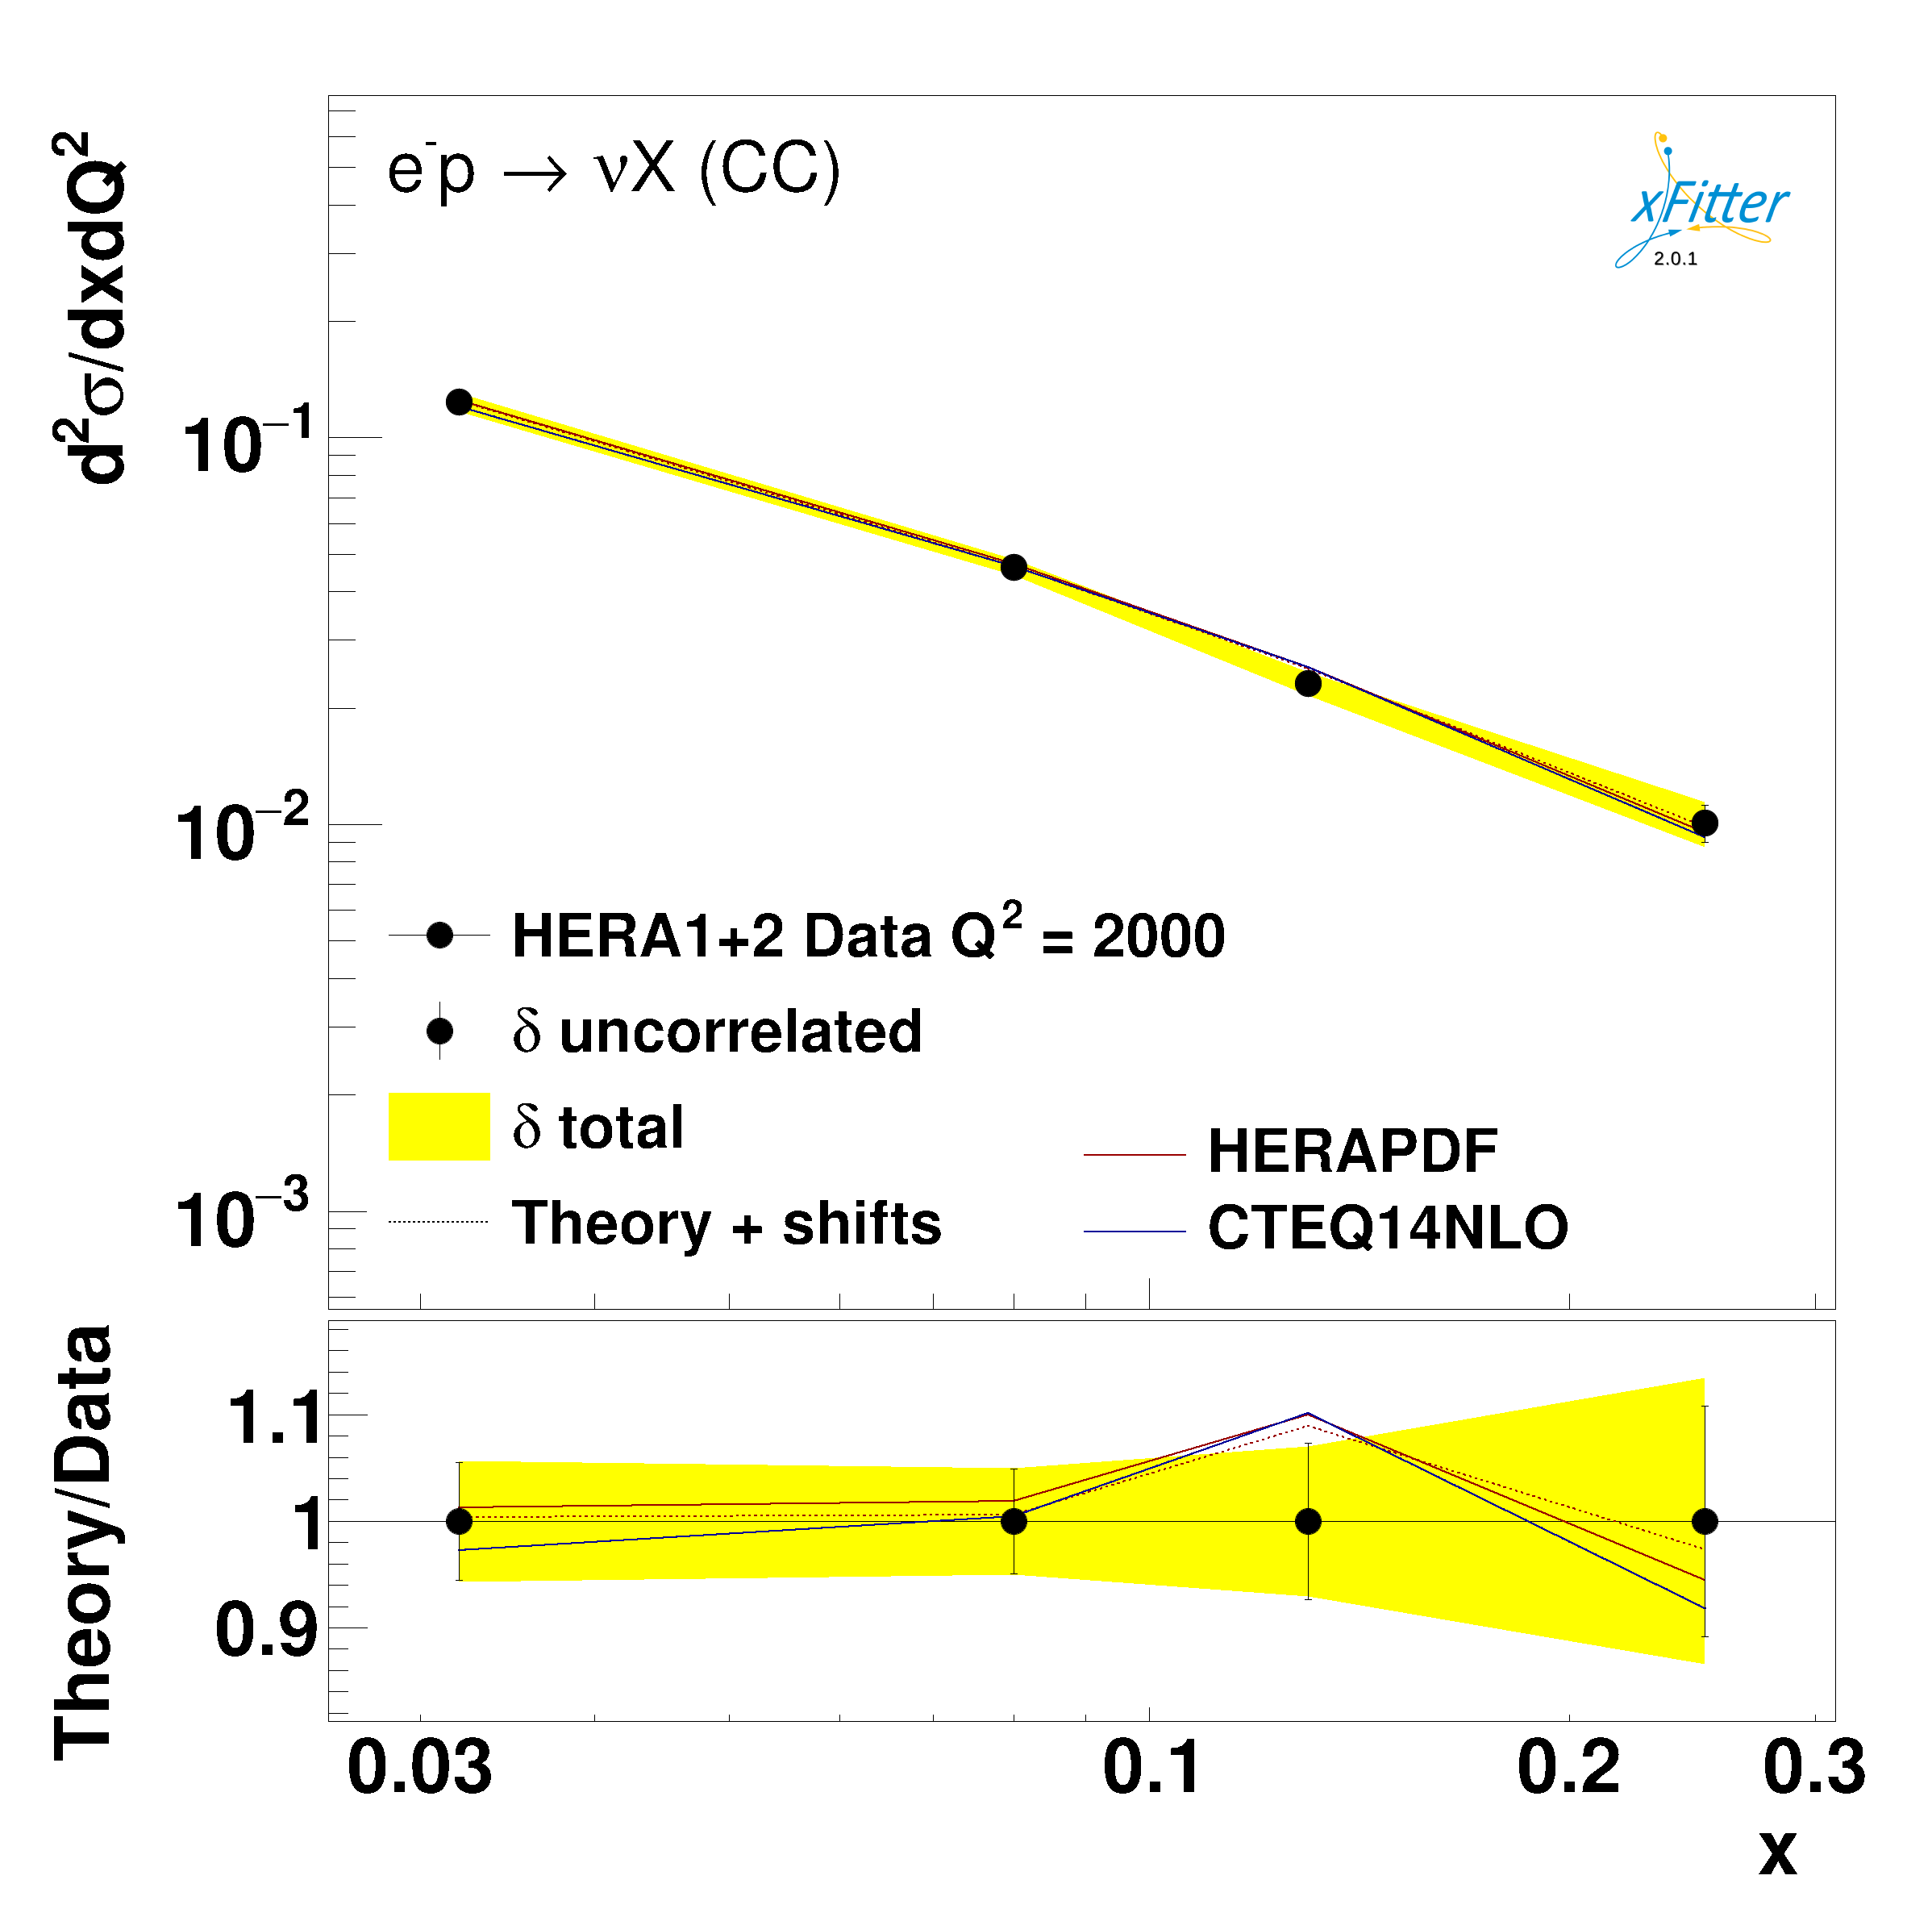 e⁻p → νX (CC)
xFitter
2.0.1
d²σ/dxdQ²
10⁻¹
10⁻²
10⁻³
HERA1+2 Data Q² = 2000
δ uncorrelated
δ total
Theory + shifts
HERAPDF
CTEQ14NLO
Theory/Data
1.1
1
0.9
0.03 0.1 0.2 0.3
x